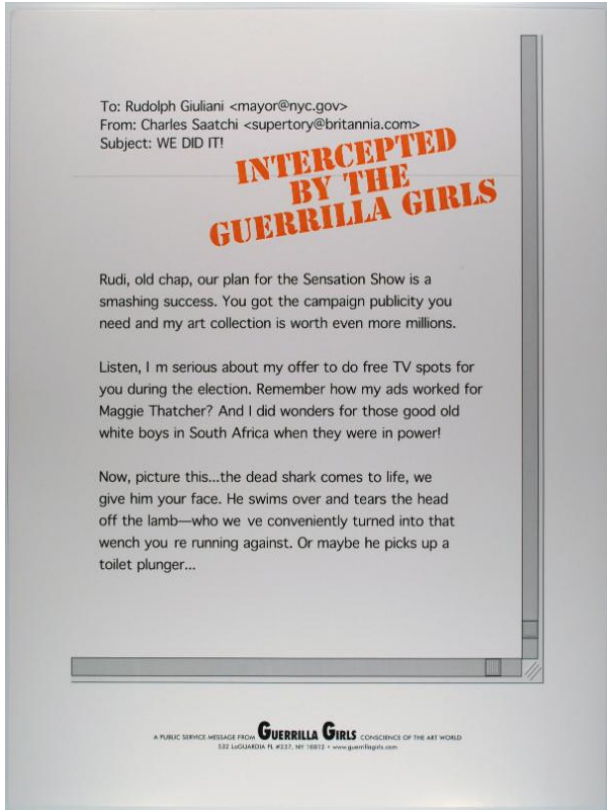 To: Rudolph Giuliani <mayor@nyc.gov>
From: Charles Saatchi <supertory@britannia.com>
Subject: WE DID IT!
INTERCEPTED
BY THE
GUERRILLA GIRLS
Rudi, old chap, our plan for the Sensation Show is a
smashing success. You got the campaign publicity you
need and my art collection is worth even more millions.
Listen, I m serious about my offer to do free TV spots for
you during the election. Remember how my ads worked for
Maggie Thatcher? And I did wonders for those good old
white boys in South Africa when they were in power!
Now, picture this...the dead shark comes to life, we
give him your face. He swims over and tears the head
off the lamb—who we ve conveniently turned into that
wench you re running against. Or maybe he picks up a
toilet plunger...
A PUBLIC SERVICE MESSAGE FROM GUERRILLA GIRLS CONSCIENCE OF THE ART WORLD
532 LaGUARDIA PL #237, NY 10012 • www.guerrillagirls.com